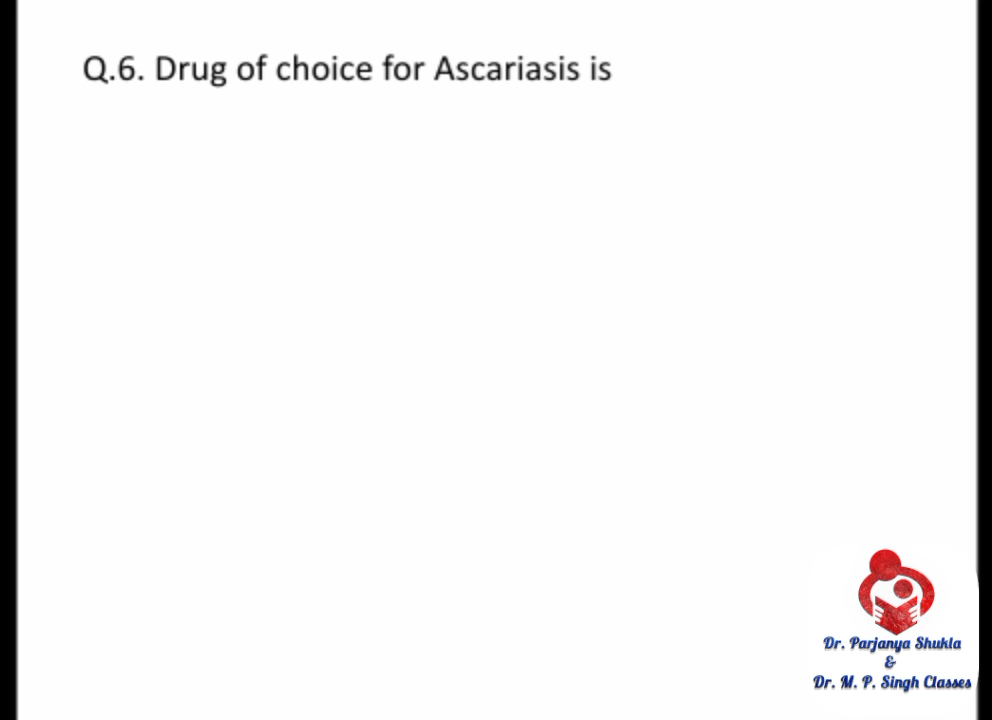 Q.6. Drug of choice for Ascariasis is
Dr. Parjanya Shukla
&
Dr. M. P. Singh Classes